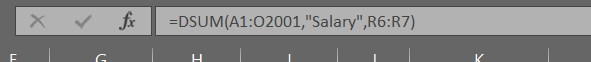 fx =DSUM(A1:O2001,"Salary",R6:R7)
F G H I J K